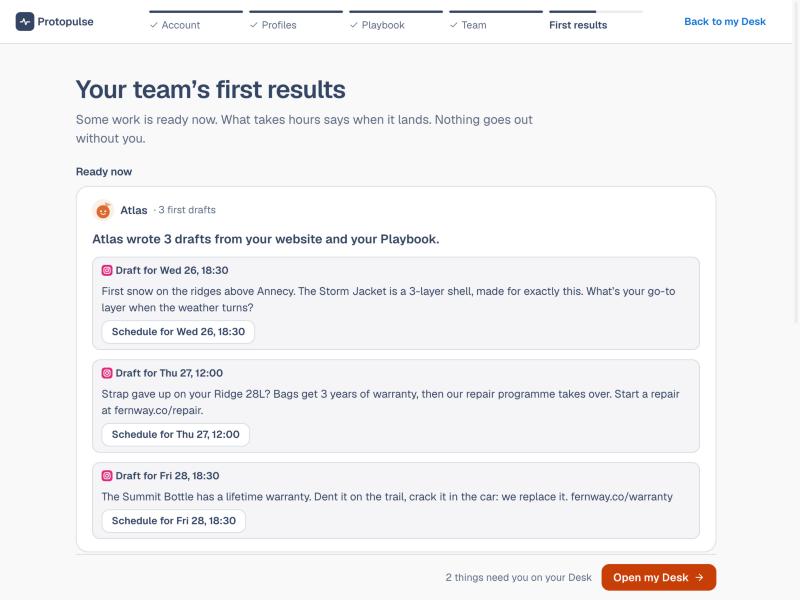 Protopulse
Account
Profiles
Playbook
Team
First results
Back to my Desk
Your team’s first results
Some work is ready now. What takes hours says when it lands. Nothing goes out
without you.
Ready now
Atlas · 3 first drafts
Atlas wrote 3 drafts from your website and your Playbook.
Draft for Wed 26, 18:30
First snow on the ridges above Annecy. The Storm Jacket is a 3-layer shell, made for exactly this. What’s your go-to
layer when the weather turns?
Schedule for Wed 26, 18:30
Draft for Thu 27, 12:00
Strap gave up on your Ridge 28L? Bags get 3 years of warranty, then our repair programme takes over. Start a repair
at fernway.co/repair.
Schedule for Thu 27, 12:00
Draft for Fri 28, 18:30
The Summit Bottle has a lifetime warranty. Dent it on the trail, crack it in the car: we replace it. fernway.co/warranty
Schedule for Fri 28, 18:30
2 things need you on your Desk
Open my Desk →